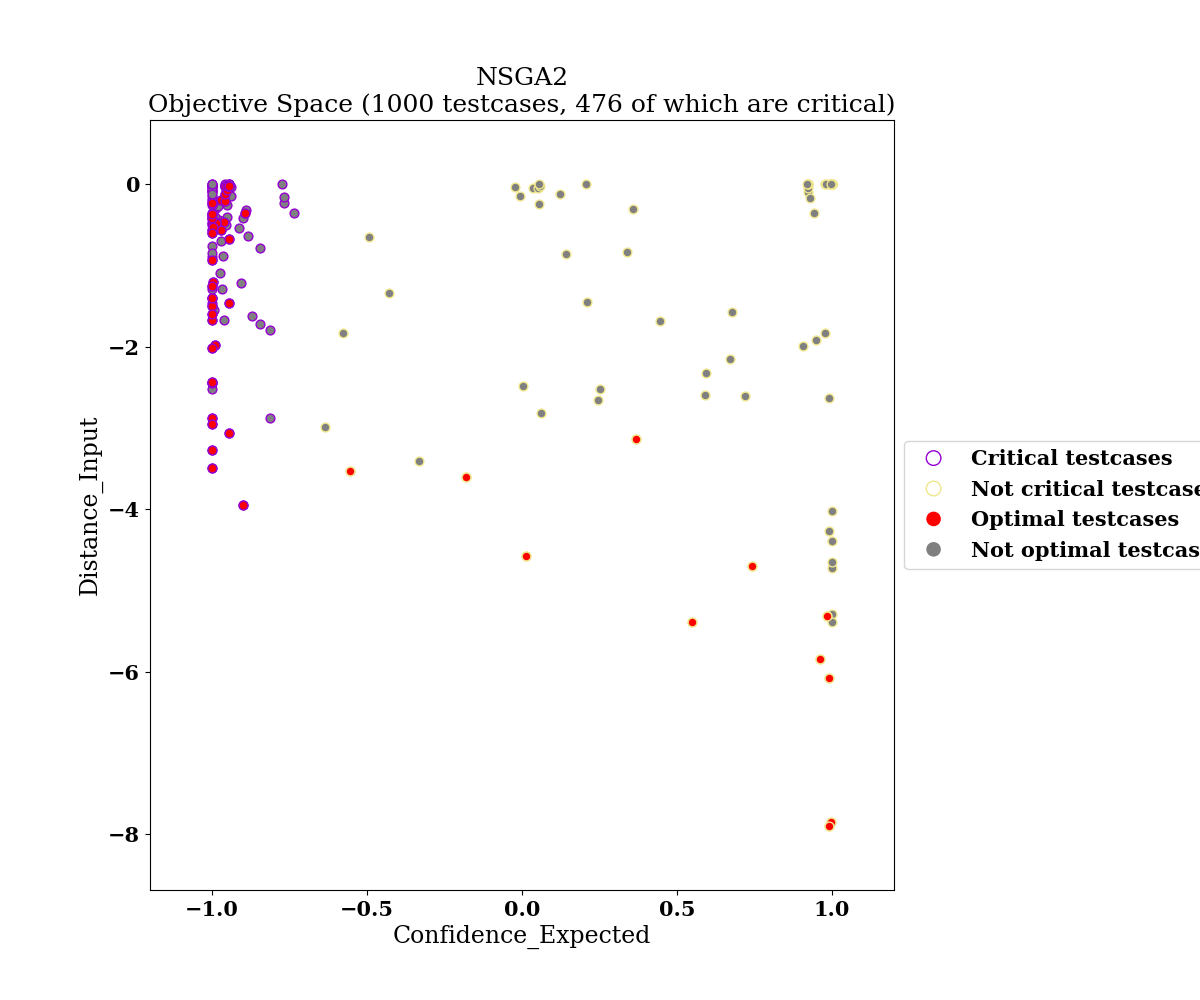 NSGA2
Objective Space (1000 testcases, 476 of which are critical)
0
−2
−4
−6
−8
Distance_Input
−1.0
−0.5
0.0
0.5
1.0
Confidence_Expected
Critical testcases
Not critical testcase
Optimal testcases
Not optimal testcas